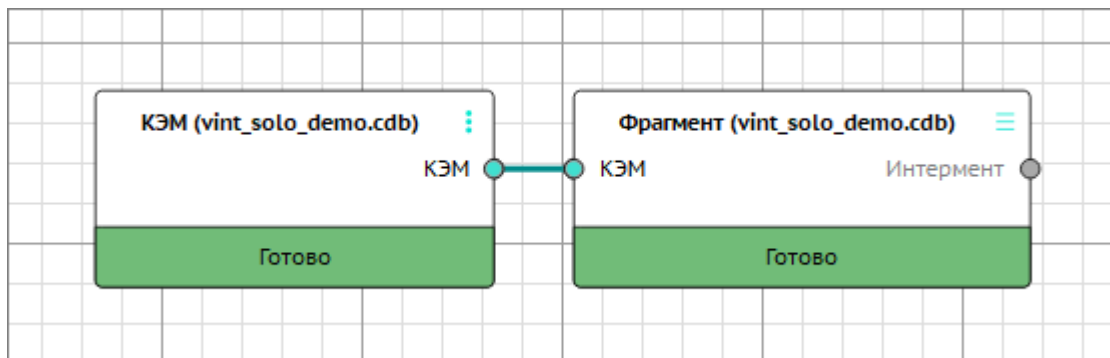 КЭМ (vint_solo_demo.cdb)
КЭМ
Готово
Фрагмент (vint_solo_demo.cdb)
КЭМ Интермент
Готово